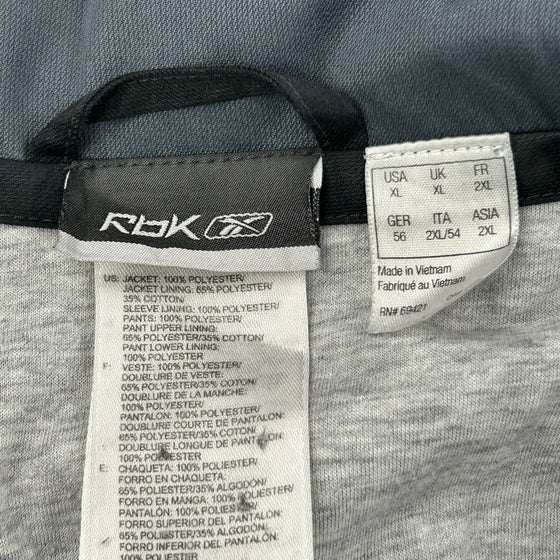 RbK
US: JACKET: 100% POLYESTER/
JACKET LINING: 65% POLYESTER/
35% COTTON/
SLEEVE LINING: 100% POLYESTER/
PANTS: 100% POLYESTER/
PANT UPPER LINING:
65% POLYESTER/35% COTTON/
PANT LOWER LINING:
100% POLYESTER
F: VESTE: 100% POLYESTER/
DOUBLURE DE VESTE:
65% POLYESTER/35% COTON/
DOUBLURE DE LA MANCHE:
100% POLYESTER/
PANTALON: 100% POLYESTER/
DOUBLURE COURTE DE PANTALON:
65% POLYESTER/35% COTON/
DOUBLURE LONGUE DE PANTALON:
100% POLYESTER
E: CHAQUETA: 100% POLIESTER/
FORRO EN CHAQUETA:
65% POLIESTER/35% ALGODÓN/
FORRO EN MANGA: 100% POLIESTER/
PANTALÓN: 100% POLIESTER/
FORRO SUPERIOR DEL PANTALÓN:
65% POLIESTER/35% ALGODÓN/
FORRO INFERIOR DEL PANTALÓN:
100% POLIESTER
USA UK FR
XL XL 2XL
GER ITA ASIA
56 2XL/54 2XL
Made in Vietnam
Fabriqué au Vietnam
RN# 69421